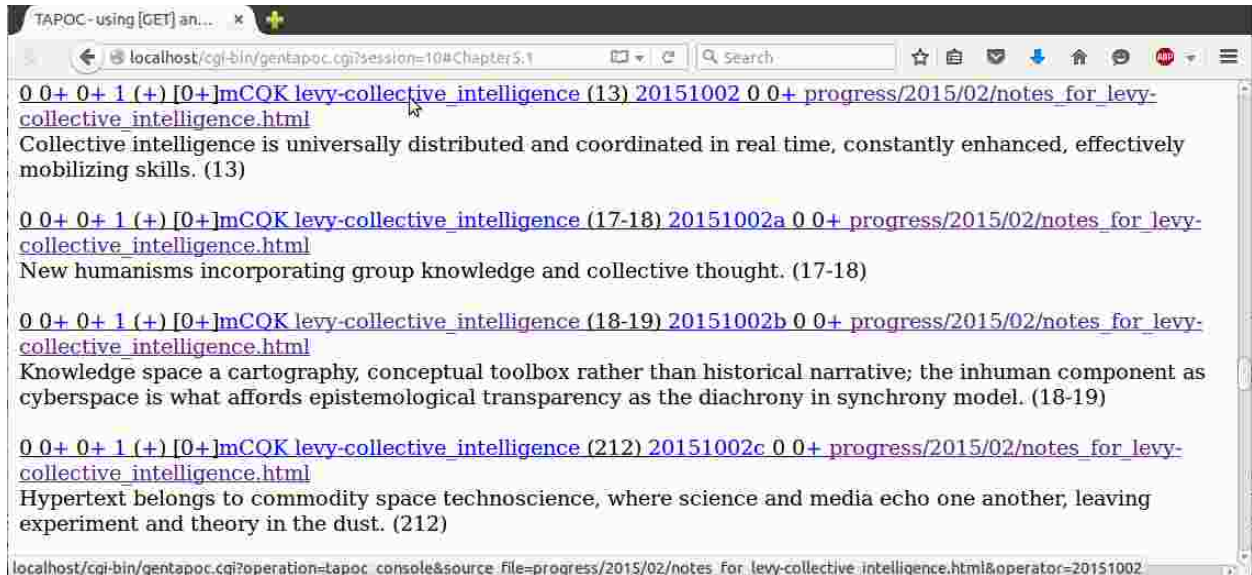 TAPOC - using [GET] an...
localhost/cgi-bin/gentapoc.cgi?session=10#Chapter5.1
Search
ABP
0 0+ 0+ 1 (+) [0+]mCQK levy-collective_intelligence (13) 20151002 0 0+ progress/2015/02/notes_for_levy-
collective_intelligence.html
Collective intelligence is universally distributed and coordinated in real time, constantly enhanced, effectively
mobilizing skills. (13)
0 0+ 0+ 1 (+) [0+]mCQK levy-collective_intelligence (17-18) 20151002a 0 0+ progress/2015/02/notes_for_levy-
collective_intelligence.html
New humanisms incorporating group knowledge and collective thought. (17-18)
0 0+ 0+ 1 (+) [0+]mCQK levy-collective_intelligence (18-19) 20151002b 0 0+ progress/2015/02/notes_for_levy-
collective_intelligence.html
Knowledge space a cartography, conceptual toolbox rather than historical narrative; the inhuman component as
cyberspace is what affords epistemological transparency as the diachrony in synchrony model. (18-19)
0 0+ 0+ 1 (+) [0+]mCQK levy-collective_intelligence (212) 20151002c 0 0+ progress/2015/02/notes_for_levy-
collective_intelligence.html
Hypertext belongs to commodity space technoscience, where science and media echo one another, leaving
experiment and theory in the dust. (212)
localhost/cgi-bin/gentapoc.cgi?operation=tapoc_console&source_file=progress/2015/02/notes_for_levy-collective_intelligence.html&operator=20151002